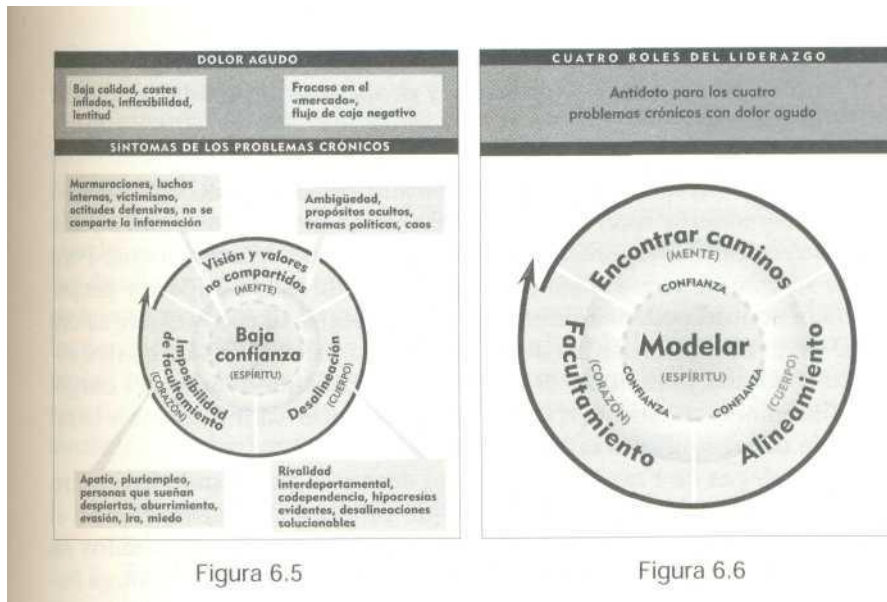 DOLOR AGUDO
Baja calidad, costes
inflados, inflexibilidad,
lentitud
Fracaso en el
«mercado»,
flujo de caja negativo
SÍNTOMAS DE LOS PROBLEMAS CRÓNICOS
Murmuraciones, luchas
internas, victimismo,
actitudes defensivas, no se
comparte la información
Ambigüedad,
propósitos ocultos,
tramas políticas, caos
Visión y valores
no compartidos
(MENTE)
Baja
confianza
(ESPÍRITU)
Imposibilidad
de facultamiento
(CORAZÓN)
Desalineación
(CUERPO)
Apatía, pluriempleo,
personas que sueñan
despiertas, aburrimiento,
evasión, ira, miedo
Rivalidad
interdepartamental,
codependencia, hipocresías
evidentes, desalineaciones
solucionables
Figura 6.5
CUATRO ROLES DEL LIDERAZGO
Antídoto para los cuatro
problemas crónicos con dolor agudo
Encontrar caminos
(MENTE)
CONFIANZA
Modelar
(ESPÍRITU)
Facultamiento
(CORAZÓN)
CONFIANZA
CONFIANZA
(CUERPO)
Alineamiento
Figura 6.6